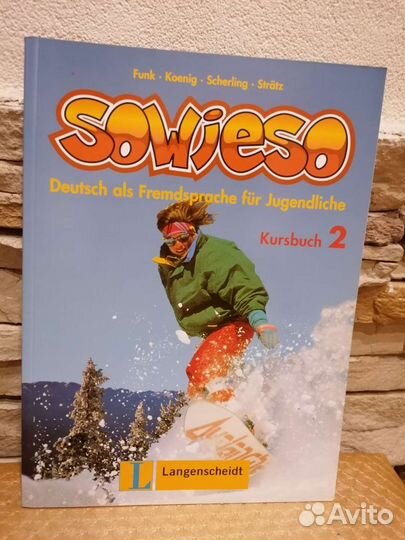 Funk · Koenig · Scherling · Strätz
sowieso
Deutsch als Fremdsprache für Jugendliche
Kursbuch 2
L
Langenscheidt
Avito